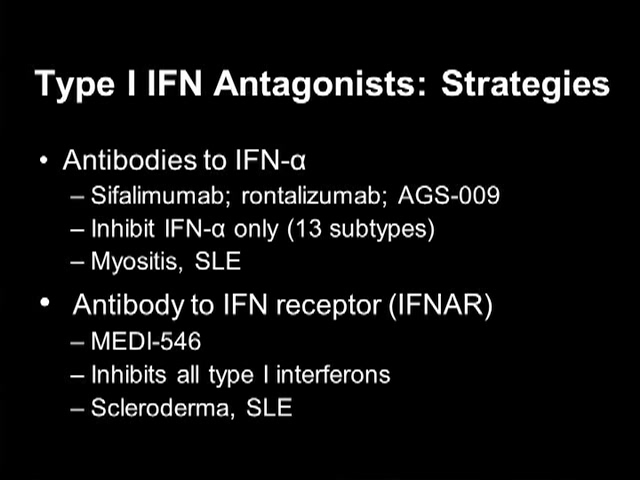 Type I IFN Antagonists: Strategies
• Antibodies to IFN-α
– Sifalimumab; rontalizumab; AGS-009
– Inhibit IFN-α only (13 subtypes)
– Myositis, SLE
• Antibody to IFN receptor (IFNAR)
– MEDI-546
– Inhibits all type I interferons
– Scleroderma, SLE